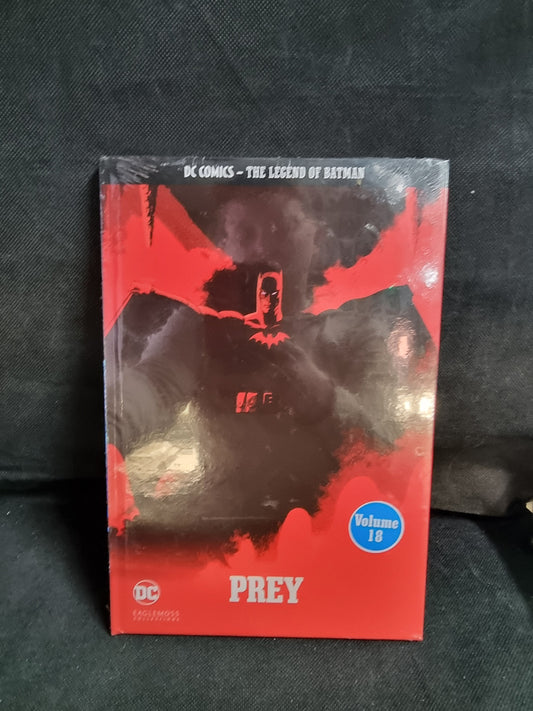 DC COMICS – THE LEGEND OF BATMAN
Volume
18
PREY
DC
EAGLEMOSS
COLLECTIONS